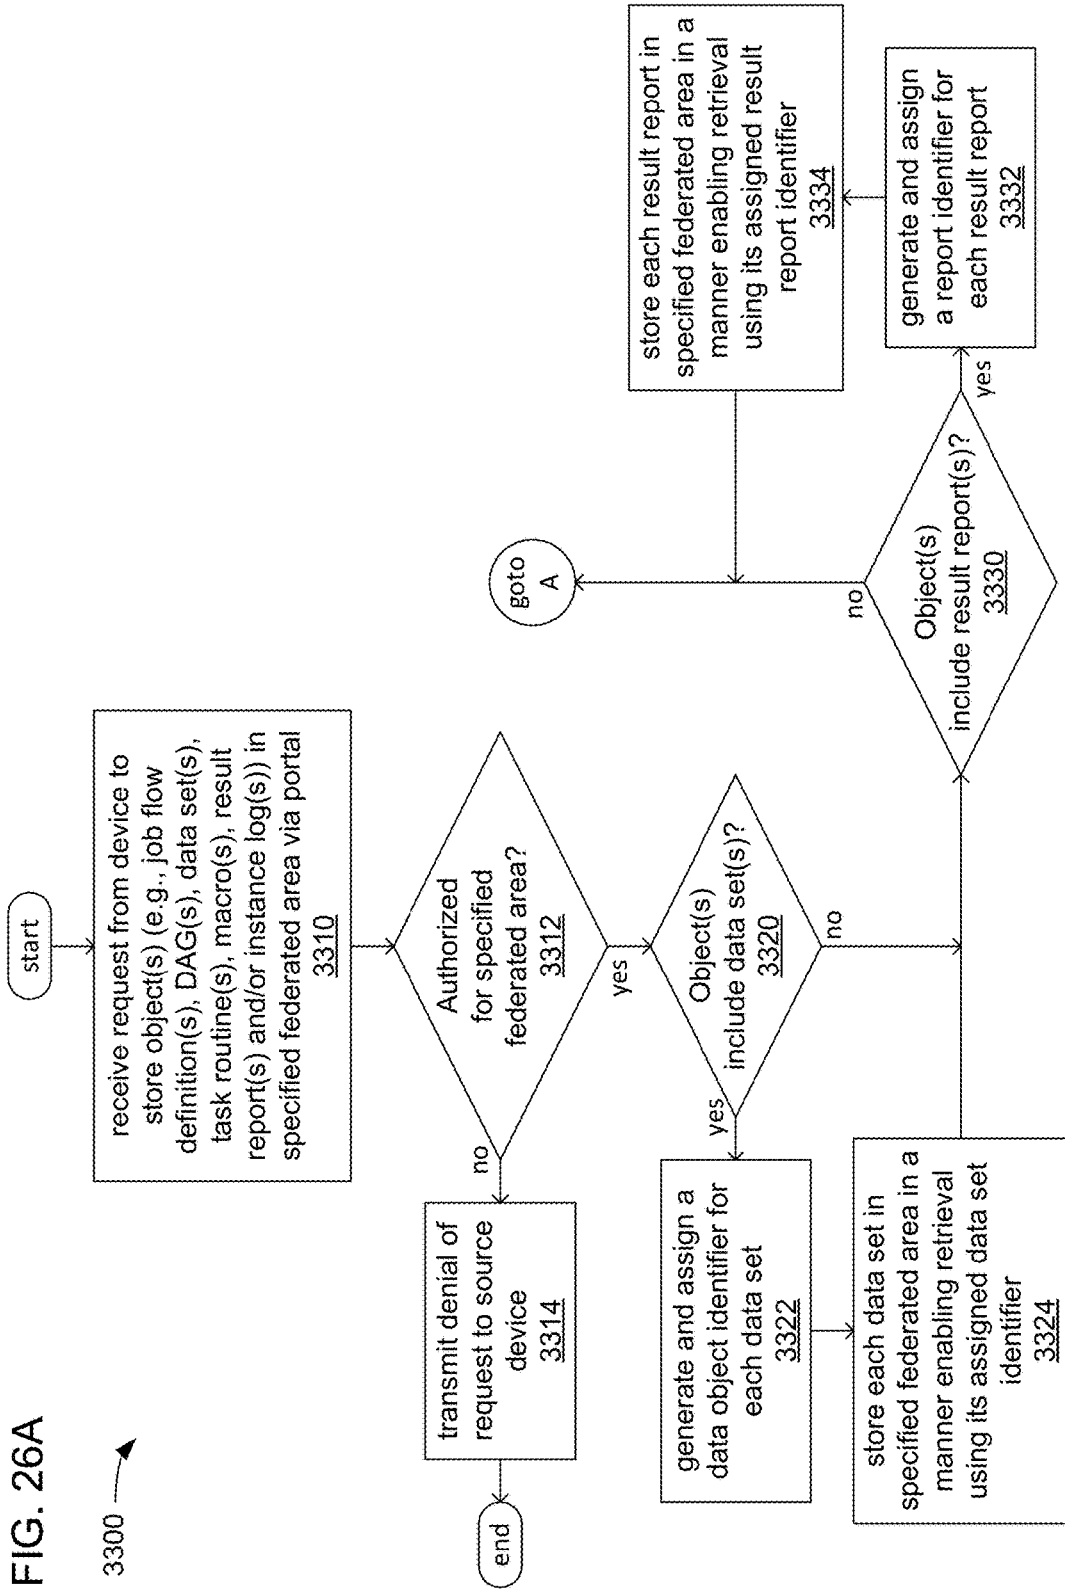 FIG. 26A
3300
start
receive request from device to
store object(s) (e.g., job flow
definition(s), DAG(s), data set(s),
task routine(s), macro(s), result
report(s) and/or instance log(s)) in
specified federated area via portal
3310
Authorized
for specified
federated area?
3312
no
yes
transmit denial of
request to source
device
3314
end
Object(s)
include data set(s)?
3320
yes
no
generate and assign a
data object identifier for
each data set
3322
store each data set in
specified federated area in a
manner enabling retrieval
using its assigned data set
identifier
3324
Object(s)
include result report(s)?
3330
no
yes
generate and assign
a report identifier for
each result report
3332
store each result report in
specified federated area in a
manner enabling retrieval
using its assigned result
report identifier
3334
goto
A